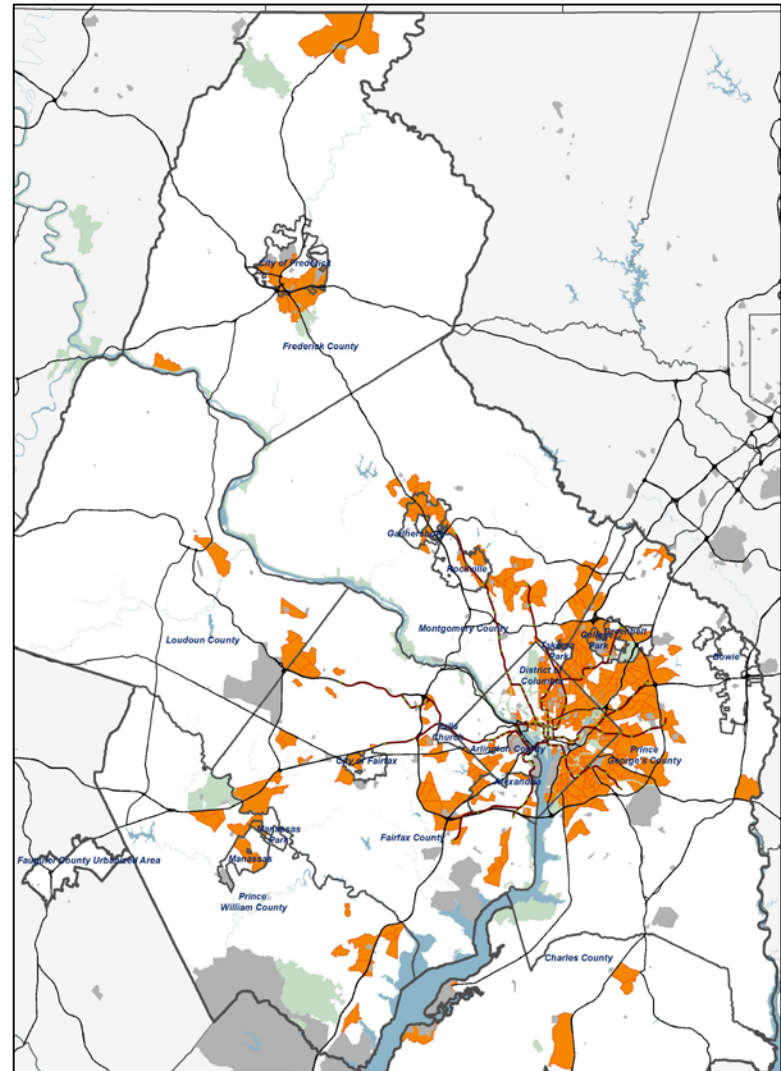 City of Frederick
Frederick County
Gaithersburg
Rockville
Montgomery County
Loudoun County
Takoma
Park
College
Park
Greenbelt
Bowie
District of
Columbia
Falls
Church
Arlington County
City of Fairfax
Alexandria
Prince
George's County
Fairfax County
Manassas
Park
Manassas
Fauquier County Urbanized Area
Prince
William County
Charles County